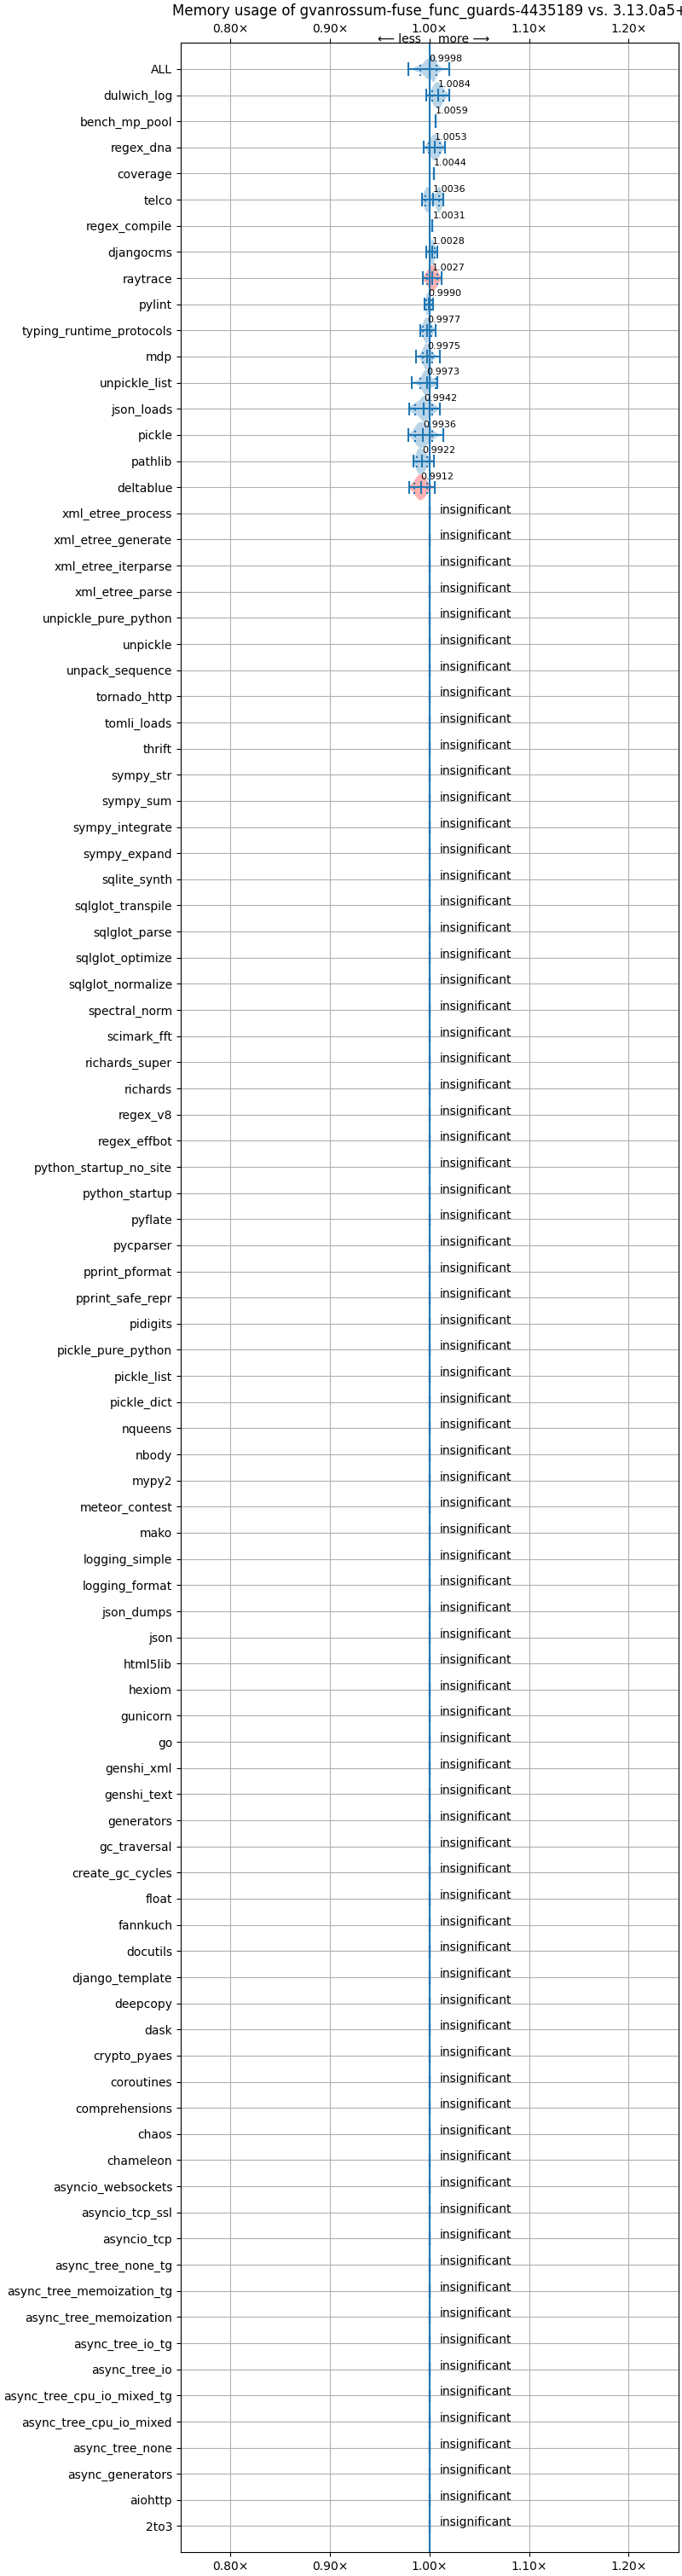 Memory usage of gvanrossum-fuse_func_guards-4435189 vs. 3.13.0a5+
0.80× 0.90× 1.00× 1.10× 1.20×
⟵ less more ⟶
ALL 0.9998
dulwich_log 1.0084
bench_mp_pool 1.0059
regex_dna 1.0053
coverage 1.0044
telco 1.0036
regex_compile 1.0031
djangocms 1.0028
raytrace 1.0027
pylint 0.9990
typing_runtime_protocols 0.9977
mdp 0.9975
unpickle_list 0.9973
json_loads 0.9942
pickle 0.9936
pathlib 0.9922
deltablue 0.9912
xml_etree_process insignificant
xml_etree_generate insignificant
xml_etree_iterparse insignificant
xml_etree_parse insignificant
unpickle_pure_python insignificant
unpickle insignificant
unpack_sequence insignificant
tornado_http insignificant
tomli_loads insignificant
thrift insignificant
sympy_str insignificant
sympy_sum insignificant
sympy_integrate insignificant
sympy_expand insignificant
sqlite_synth insignificant
sqlglot_transpile insignificant
sqlglot_parse insignificant
sqlglot_optimize insignificant
sqlglot_normalize insignificant
spectral_norm insignificant
scimark_fft insignificant
richards_super insignificant
richards insignificant
regex_v8 insignificant
regex_effbot insignificant
python_startup_no_site insignificant
python_startup insignificant
pyflate insignificant
pycparser insignificant
pprint_pformat insignificant
pprint_safe_repr insignificant
pidigits insignificant
pickle_pure_python insignificant
pickle_list insignificant
pickle_dict insignificant
nqueens insignificant
nbody insignificant
mypy2 insignificant
meteor_contest insignificant
mako insignificant
logging_simple insignificant
logging_format insignificant
json_dumps insignificant
json insignificant
html5lib insignificant
hexiom insignificant
gunicorn insignificant
go insignificant
genshi_xml insignificant
genshi_text insignificant
generators insignificant
gc_traversal insignificant
create_gc_cycles insignificant
float insignificant
fannkuch insignificant
docutils insignificant
django_template insignificant
deepcopy insignificant
dask insignificant
crypto_pyaes insignificant
coroutines insignificant
comprehensions insignificant
chaos insignificant
chameleon insignificant
asyncio_websockets insignificant
asyncio_tcp_ssl insignificant
asyncio_tcp insignificant
async_tree_none_tg insignificant
async_tree_memoization_tg insignificant
async_tree_memoization insignificant
async_tree_io_tg insignificant
async_tree_io insignificant
async_tree_cpu_io_mixed_tg insignificant
async_tree_cpu_io_mixed insignificant
async_tree_none insignificant
async_generators insignificant
aiohttp insignificant
2to3 insignificant
0.80× 0.90× 1.00× 1.10× 1.20×